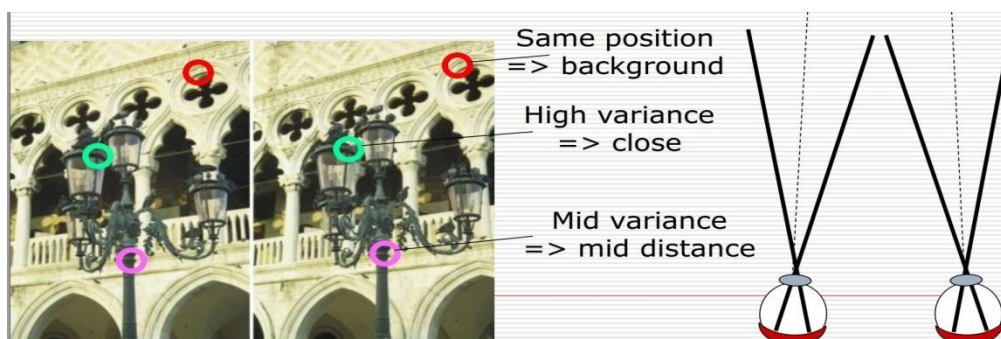 Same position
=> background
High variance
=> close
Mid variance
=> mid distance